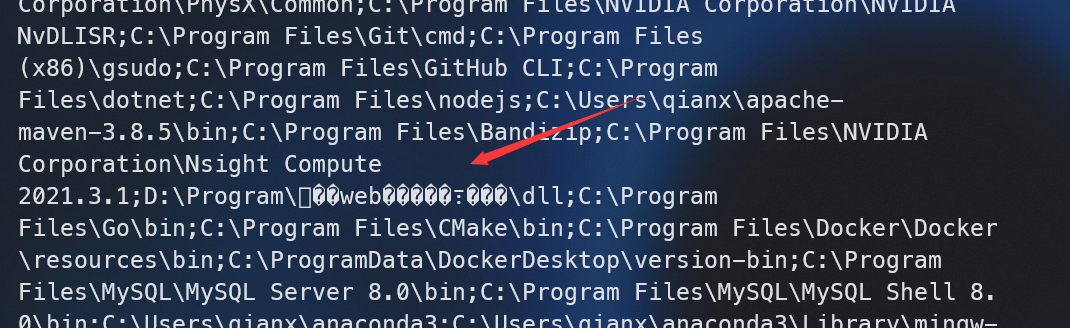 Corporation\PhysX\Common;C:\Program Files\NVIDIA Corporation\NVIDIA
NvDLISR;C:\Program Files\Git\cmd;C:\Program Files
(x86)\gsudo;C:\Program Files\GitHub CLI;C:\Program
Files\dotnet;C:\Program Files\nodejs;C:\Users\qianx\apache-
maven-3.8.5\bin;C:\Program Files\Bandizip;C:\Program Files\NVIDIA
Corporation\Nsight Compute
2021.3.1;D:\Program\��web�����߹���\dll;C:\Program
Files\Go\bin;C:\Program Files\CMake\bin;C:\Program Files\Docker\Docker
\resources\bin;C:\ProgramData\DockerDesktop\version-bin;C:\Program
Files\MySQL\MySQL Server 8.0\bin;C:\Program Files\MySQL\MySQL Shell 8.
0\bin;C:\Users\qianx\anaconda3;C:\Users\qianx\anaconda3\Library\mingw-